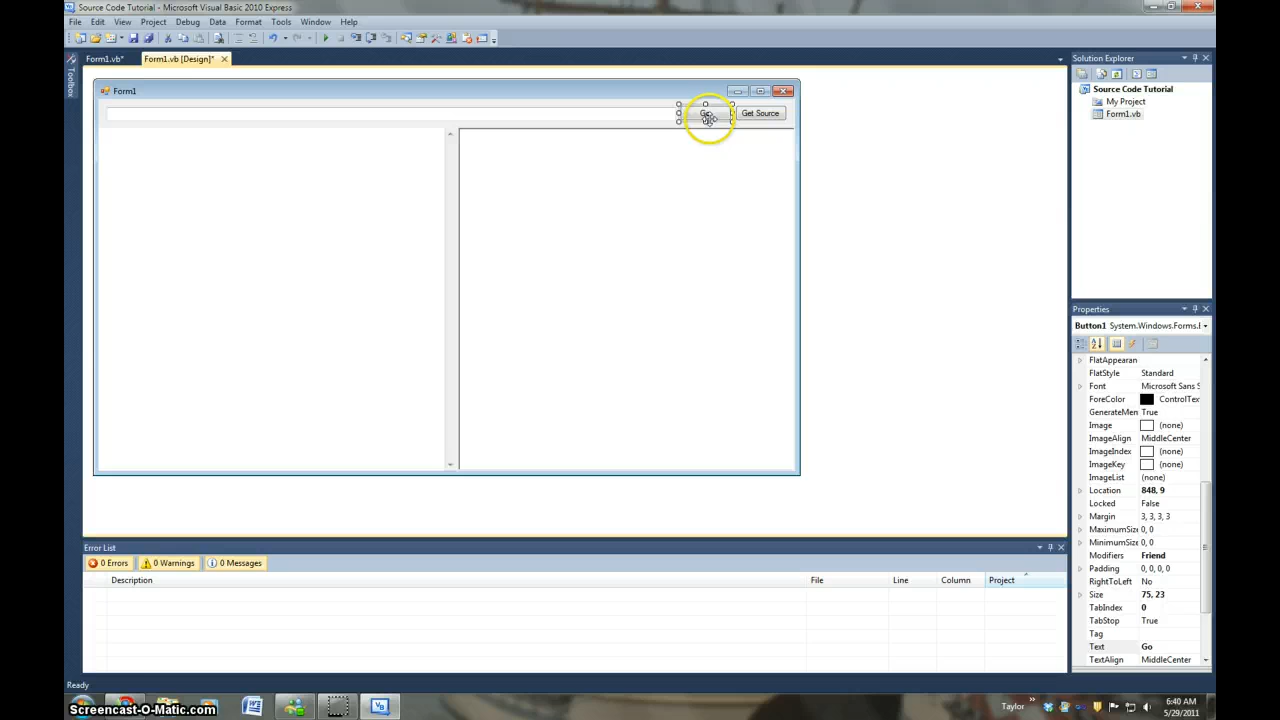 Source Code Tutorial - Microsoft Visual Basic 2010 Express
File Edit View Project Debug Data Format Tools Window Help
Form1.vb* Form1.vb [Design]*
Toolbox
Form1
Go Get Source
Solution Explorer
Source Code Tutorial
My Project
Form1.vb
Properties
Button1 System.Windows.Forms.
FlatAppearan
FlatStyle Standard
Font Microsoft Sans S
ForeColor ControlTex
GenerateMem True
Image (none)
ImageAlign MiddleCenter
ImageIndex (none)
ImageKey (none)
ImageList (none)
Location 848, 9
Locked False
Margin 3, 3, 3, 3
MaximumSize 0, 0
MinimumSize 0, 0
Modifiers Friend
Padding 0, 0, 0, 0
RightToLeft No
Size 75, 23
TabIndex 0
TabStop True
Tag
Text Go
TextAlign MiddleCenter
Error List
0 Errors 0 Warnings 0 Messages
Description File Line Column Project
Ready
Screencast-O-Matic.com
Taylor
6:40 AM
5/29/2011